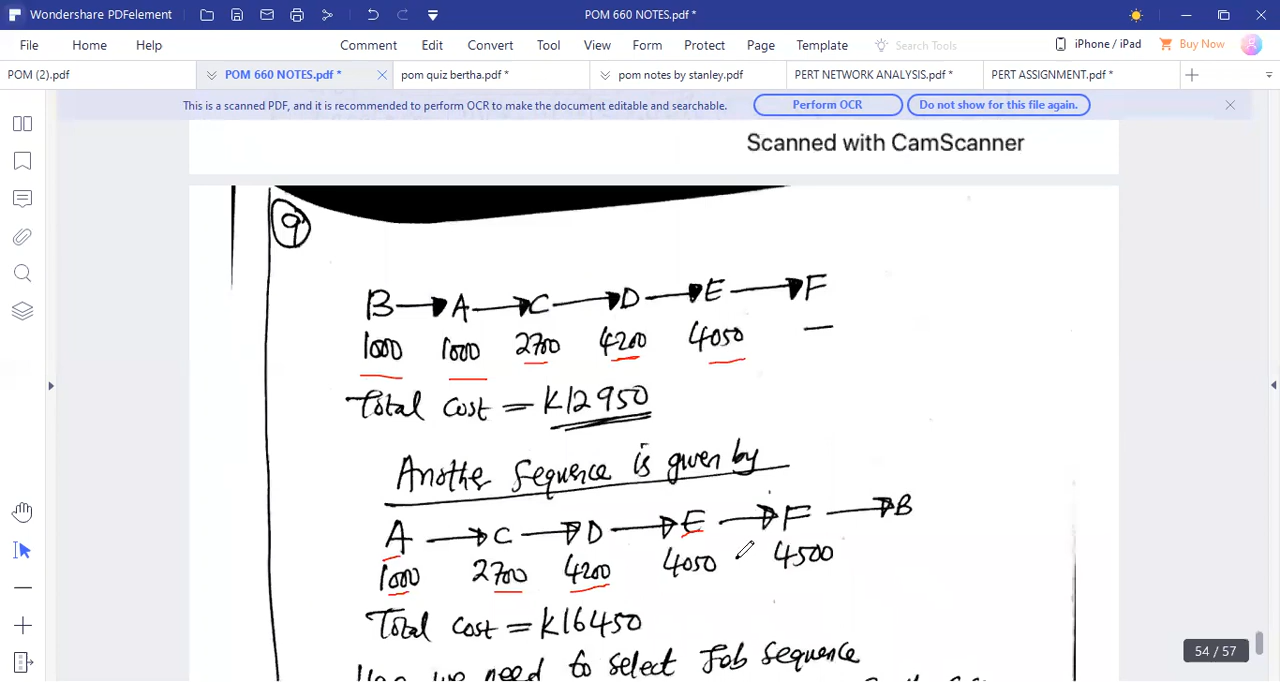 Wondershare PDFelement
POM 660 NOTES.pdf *
File Home Help Comment Edit Convert Tool View Form Protect Page Template Search Tools iPhone / iPad Buy Now
POM (2).pdf POM 660 NOTES.pdf * pom quiz bertha.pdf * pom notes by stanley.pdf PERT NETWORK ANALYSIS.pdf * PERT ASSIGNMENT.pdf *
This is a scanned PDF, and it is recommended to perform OCR to make the document editable and searchable. Perform OCR Do not show for this file again.
Scanned with CamScanner
9
B → A → C → D → E → F
1000 1000 2700 4200 4050 —
Total cost = K12950
Another Sequence is given by
A → C → D → E → F → B
1000 2700 4200 4050 4500
Total cost = K16450
we need to select Job sequence
54 / 57